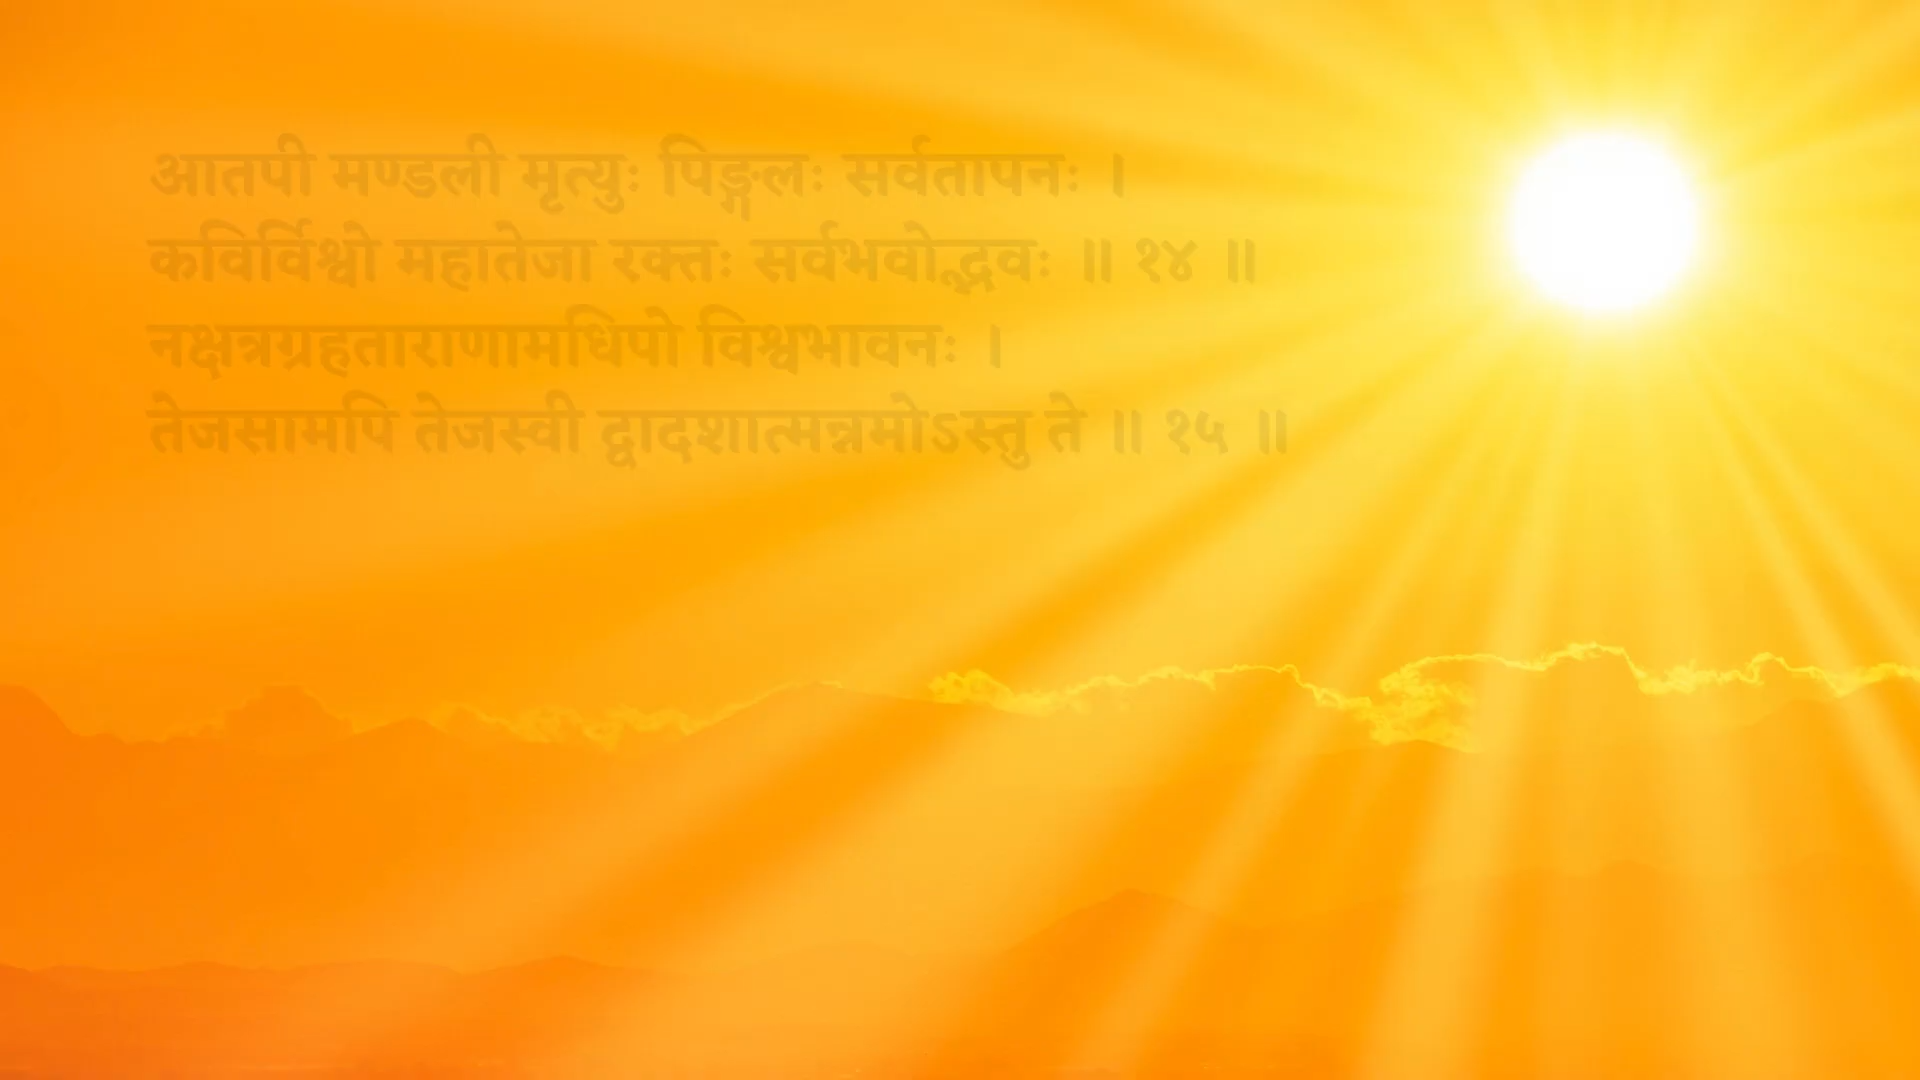 आतपी मण्डली मृत्युः पिङ्गलः सर्वतापनः ।
कविर्विश्वो महातेजा रक्तः सर्वभवोद्भवः ॥ १४ ॥
नक्षत्रग्रहताराणामधिपो विश्वभावनः ।
तेजसामपि तेजस्वी द्वादशात्मन्नमोऽस्तु ते ॥ १५ ॥